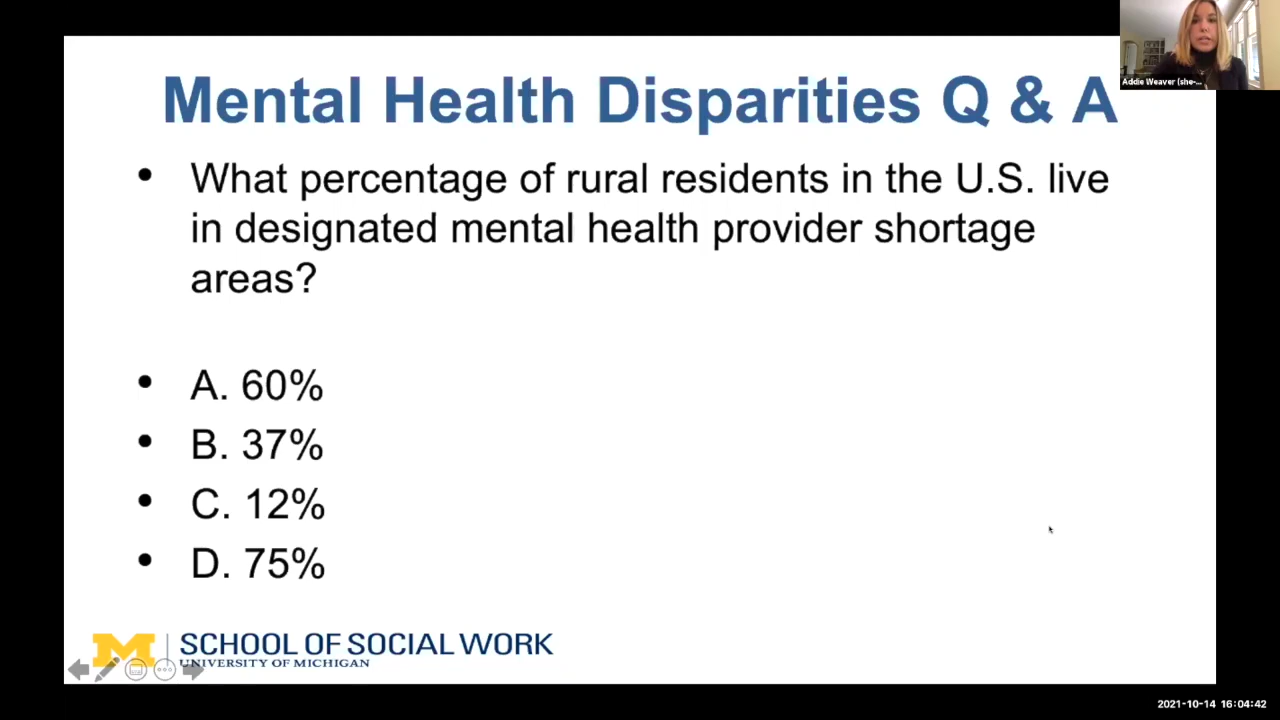 Mental Health Disparities Q & A
• What percentage of rural residents in the U.S. live
in designated mental health provider shortage
areas?
• A. 60%
• B. 37%
• C. 12%
• D. 75%
M | SCHOOL OF SOCIAL WORK
UNIVERSITY OF MICHIGAN
Addie Weaver (she-...
2021-10-14 16:04:42